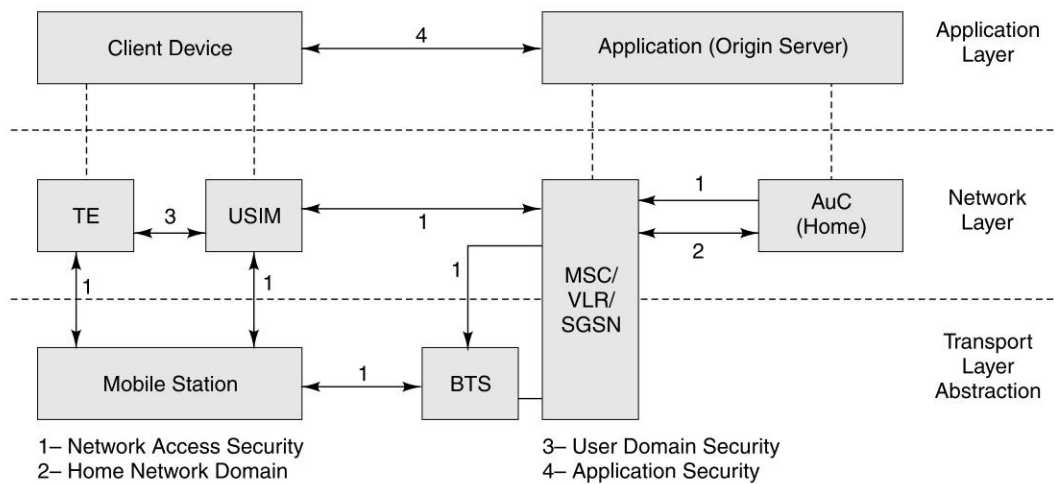 Client Device
4
Application (Origin Server)
Application
Layer
TE
3
USIM
1
MSC/
VLR/
SGSN
1
2
AuC
(Home)
Network
Layer
1
1
1
Mobile Station
1
BTS
Transport
Layer
Abstraction
1– Network Access Security
2– Home Network Domain
3– User Domain Security
4– Application Security